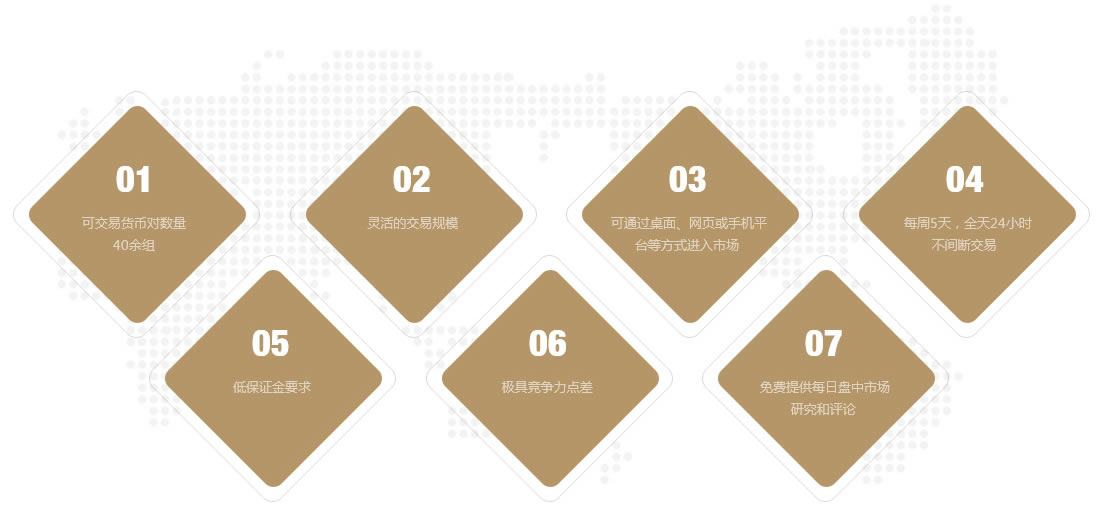 01
可交易货币对数量
40余组
02
灵活的交易规模
03
可通过桌面、网页或手机平
台等方式进入市场
04
每周5天，全天24小时
不间断交易
05
低保证金要求
06
极具竞争力点差
07
免费提供每日盘中市场
研究和评论